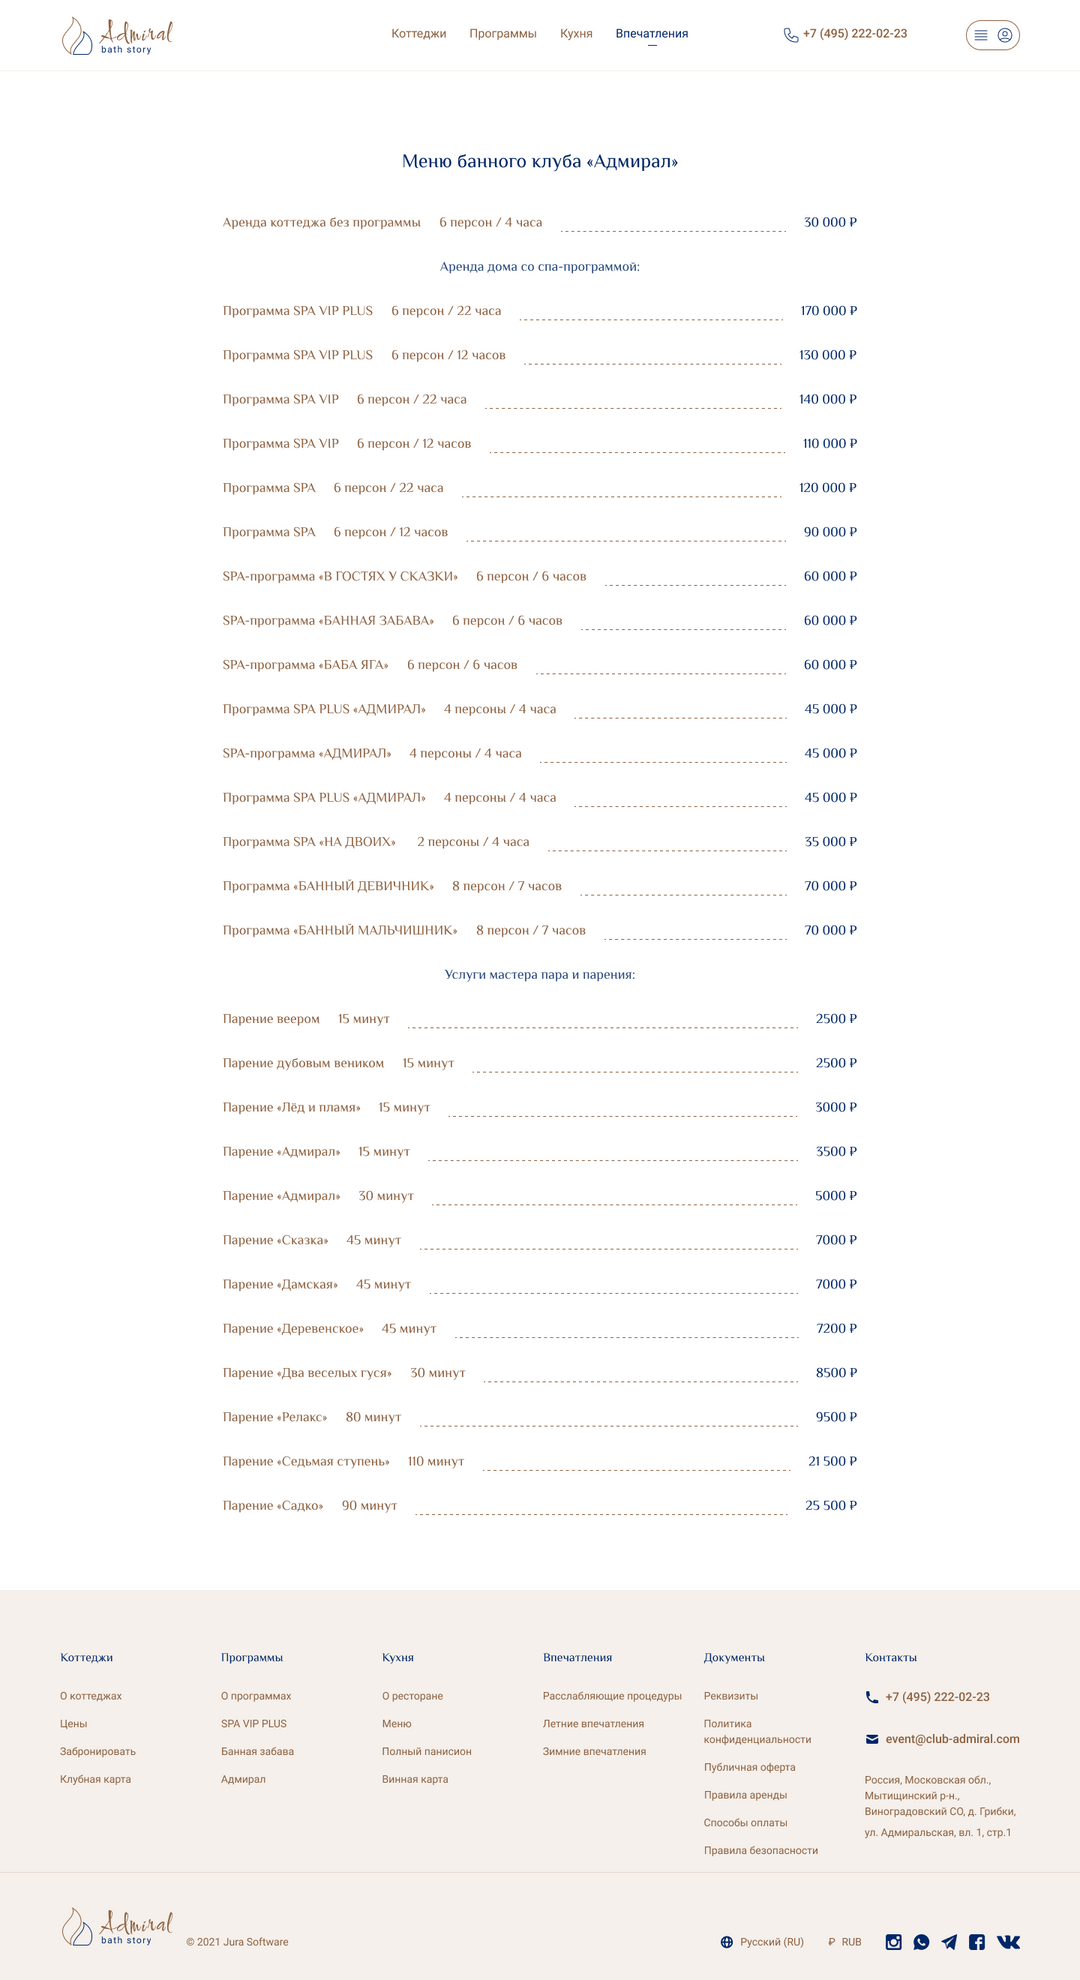 Admiral
bath story
Коттеджи Программы Кухня Впечатления
+7 (495) 222-02-23
Меню банного клуба «Адмирал»
Аренда коттеджа без программы 6 персон / 4 часа 30 000 ₽
Аренда дома со спа-программой:
Программа SPA VIP PLUS 6 персон / 22 часа 170 000 ₽
Программа SPA VIP PLUS 6 персон / 12 часов 130 000 ₽
Программа SPA VIP 6 персон / 22 часа 140 000 ₽
Программа SPA VIP 6 персон / 12 часов 110 000 ₽
Программа SPA 6 персон / 22 часа 120 000 ₽
Программа SPA 6 персон / 12 часов 90 000 ₽
SPA-программа «В ГОСТЯХ У СКАЗКИ» 6 персон / 6 часов 60 000 ₽
SPA-программа «БАННАЯ ЗАБАВА» 6 персон / 6 часов 60 000 ₽
SPA-программа «БАБА ЯГА» 6 персон / 6 часов 60 000 ₽
Программа SPA PLUS «АДМИРАЛ» 4 персоны / 4 часа 45 000 ₽
SPA-программа «АДМИРАЛ» 4 персоны / 4 часа 45 000 ₽
Программа SPA PLUS «АДМИРАЛ» 4 персоны / 4 часа 45 000 ₽
Программа SPA «НА ДВОИХ» 2 персоны / 4 часа 35 000 ₽
Программа «БАННЫЙ ДЕВИЧНИК» 8 персон / 7 часов 70 000 ₽
Программа «БАННЫЙ МАЛЬЧИШНИК» 8 персон / 7 часов 70 000 ₽
Услуги мастера пара и парения:
Парение веером 15 минут 2500 ₽
Парение дубовым веником 15 минут 2500 ₽
Парение «Лёд и пламя» 15 минут 3000 ₽
Парение «Адмирал» 15 минут 3500 ₽
Парение «Адмирал» 30 минут 5000 ₽
Парение «Сказка» 45 минут 7000 ₽
Парение «Дамская» 45 минут 7000 ₽
Парение «Деревенское» 45 минут 7200 ₽
Парение «Два веселых гуся» 30 минут 8500 ₽
Парение «Релакс» 80 минут 9500 ₽
Парение «Седьмая ступень» 110 минут 21 500 ₽
Парение «Садко» 90 минут 25 500 ₽
Коттеджи
О коттеджах
Цены
Забронировать
Клубная карта
Программы
О программах
SPA VIP PLUS
Банная забава
Адмирал
Кухня
О ресторане
Меню
Полный панисион
Винная карта
Впечатления
Расслабляющие процедуры
Летние впечатления
Зимние впечатления
Документы
Реквизиты
Политика
конфиденциальности
Публичная оферта
Правила аренды
Способы оплаты
Правила безопасности
Контакты
+7 (495) 222-02-23
event@club-admiral.com
Россия, Московская обл.,
Мытищинский р-н.,
Виноградовский СО, д. Грибки,
ул. Адмиральская, вл. 1, стр.1
Admiral
bath story
© 2021 Jura Software
Русский (RU) ₽ RUB